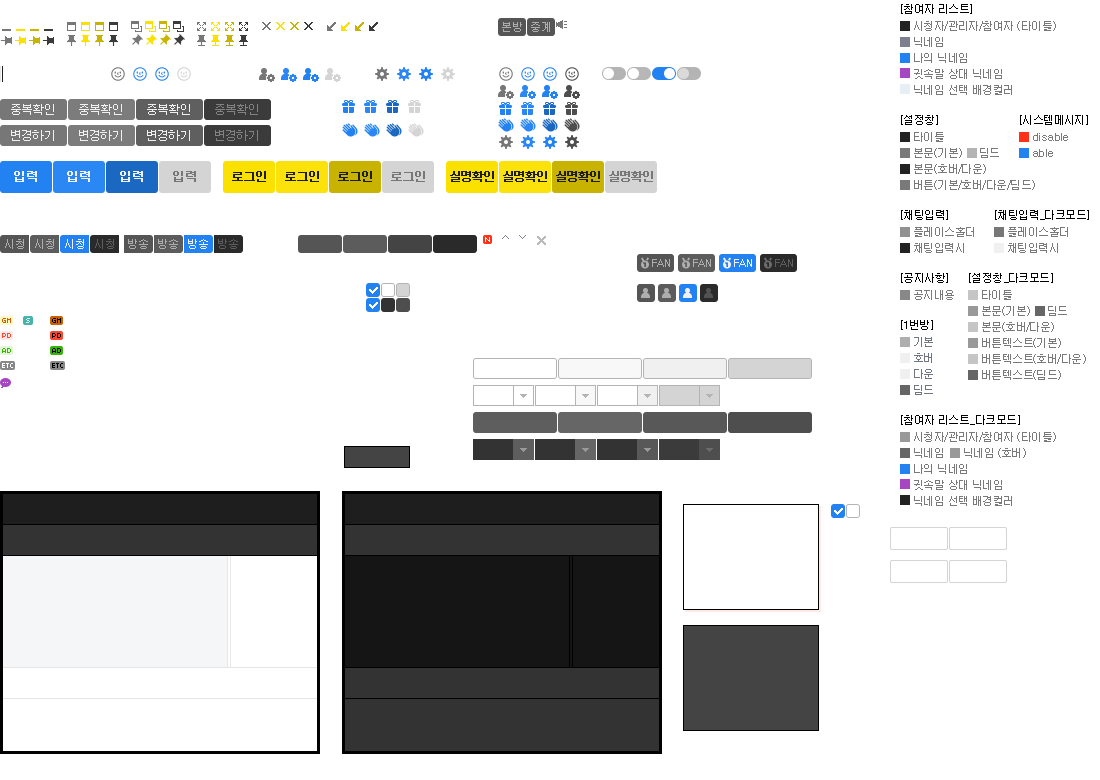 본방 중계
중복확인 중복확인 중복확인 중복확인
변경하기 변경하기 변경하기 변경하기
입력 입력 입력 입력 로그인 로그인 로그인 로그인 실명확인 실명확인 실명확인 실명확인
시청 시청 시청 시청 방송 방송 방송 방송
N
FAN FAN FAN FAN
GM S GM
PD PD
AD AD
ETC ETC
[참여자 리스트]
시청자/관리자/참여자 (타이틀)
닉네임
나의 닉네임
귓속말 상대 닉네임
닉네임 선택 배경컬러
[설정창]
타이틀
본문(기본) 딤드
본문(호버/다운)
버튼(기본/호버/다운/딤드)
[시스템메시지]
disable
able
[채팅입력]
플레이스홀더
채팅입력시
[채팅입력_다크모드]
플레이스홀더
채팅입력시
[공지사항]
공지내용
[1번방]
기본
호버
다운
딤드
[설정창_다크모드]
타이틀
본문(기본) 딤드
본문(호버/다운)
버튼텍스트(기본)
버튼텍스트(호버/다운)
버튼텍스트(딤드)
[참여자 리스트_다크모드]
시청자/관리자/참여자 (타이틀)
닉네임 닉네임 (호버)
나의 닉네임
귓속말 상대 닉네임
닉네임 선택 배경컬러